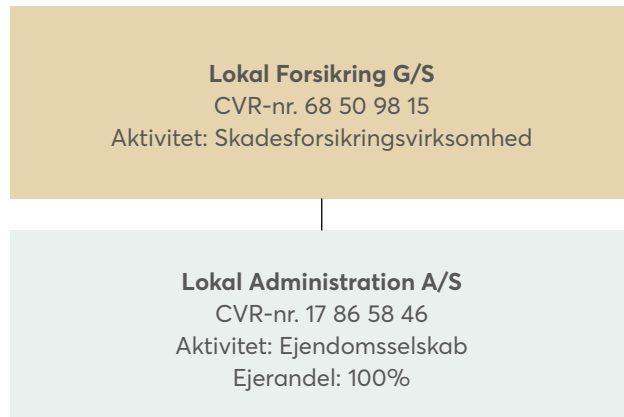 Lokal Forsikring G/S
CVR-nr. 68 50 98 15
Aktivitet: Skadesforsikringsvirksomhed
Lokal Administration A/S
CVR-nr. 17 86 58 46
Aktivitet: Ejendomsselskab
Ejerandel: 100%